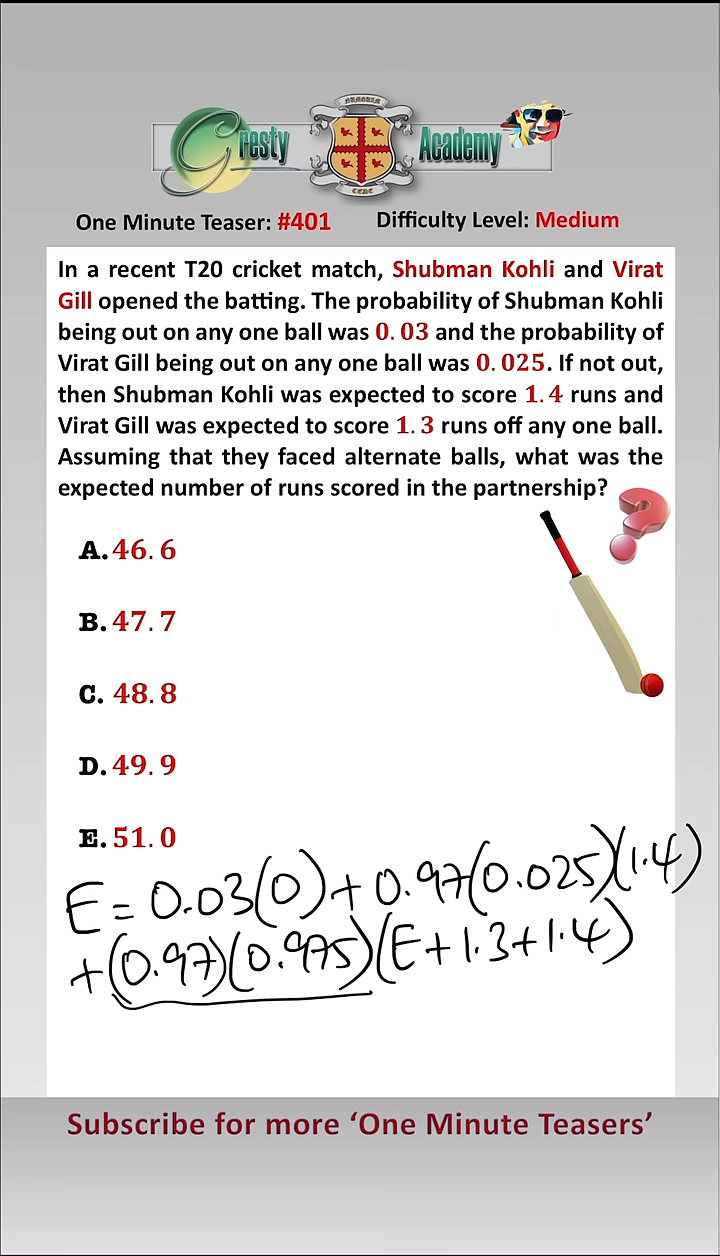 NUMQUAM
Gresty
Academy
CEDE
One Minute Teaser: #401 Difficulty Level: Medium
In a recent T20 cricket match, Shubman Kohli and Virat
Gill opened the batting. The probability of Shubman Kohli
being out on any one ball was 0.03 and the probability of
Virat Gill being out on any one ball was 0.025. If not out,
then Shubman Kohli was expected to score 1.4 runs and
Virat Gill was expected to score 1.3 runs off any one ball.
Assuming that they faced alternate balls, what was the
expected number of runs scored in the partnership?
?
A. 46.6
B. 47.7
C. 48.8
D. 49.9
E. 51.0
E = 0.03(0) + 0.97(0.025)(1.4)
+(0.97)(0.975)(E+1.3+1.4)
Subscribe for more ‘One Minute Teasers’